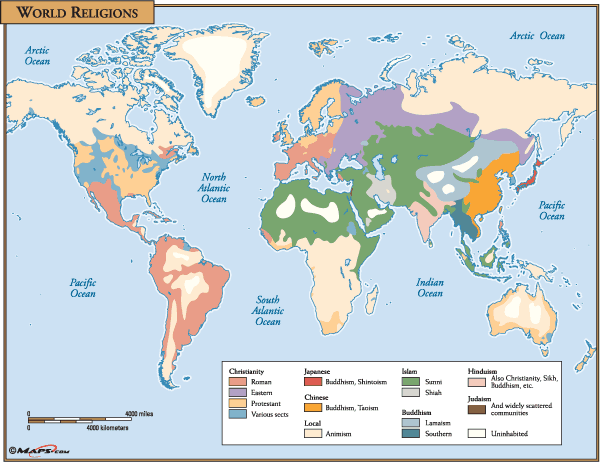 WORLD RELIGIONS
Arctic
Ocean
Arctic Ocean
North
Atlantic
Ocean
Pacific
Ocean
Pacific
Ocean
South
Atlantic
Ocean
Indian
Ocean
Christianity
Roman
Eastern
Protestant
Various sects
Japanese
Buddhism, Shintoism
Chinese
Buddhism, Taoism
Local
Animism
Islam
Sunni
Shiah
Buddhism
Lamaism
Southern
Hinduism
Also Christianity, Sikh,
Buddhism, etc.
Judaism
And widely scattered
communities
Uninhabited
0 4000 miles
0 4000 kilometers
©MAPS.COM